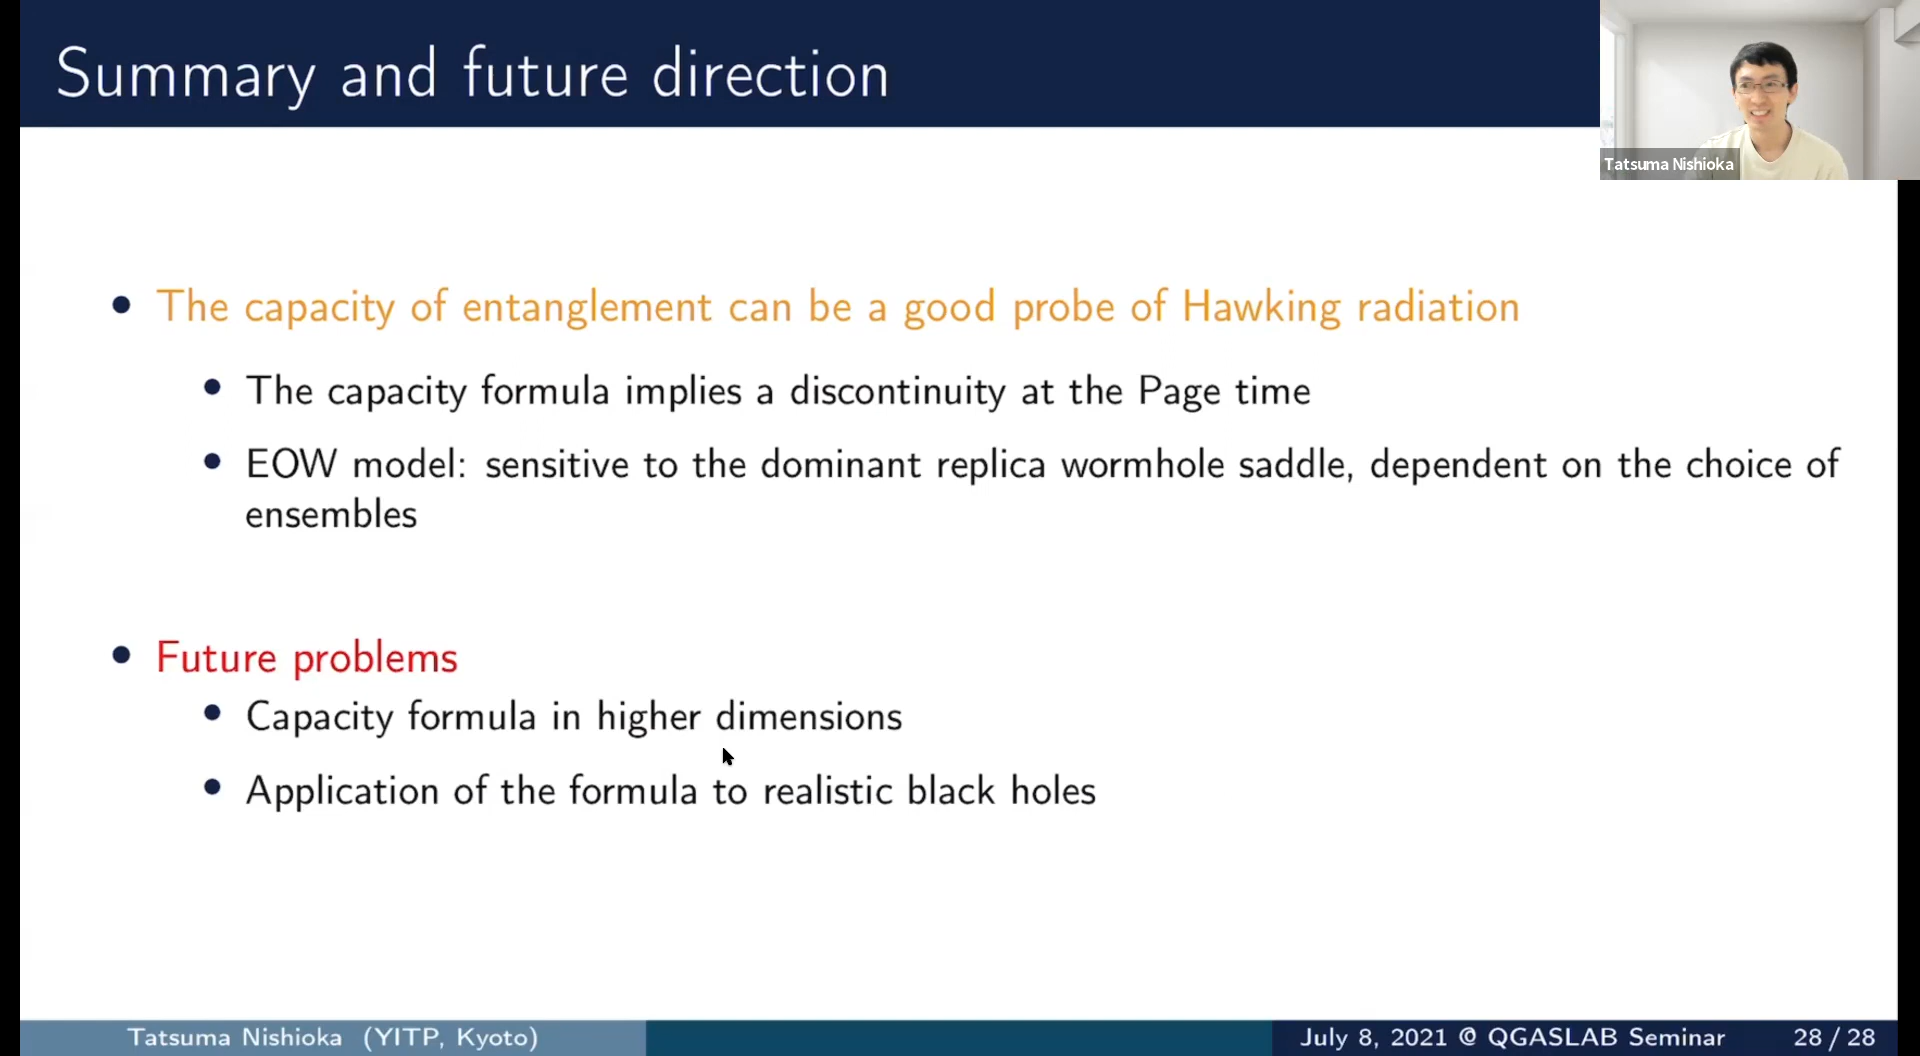 Summary and future direction
Tatsuma Nishioka
The capacity of entanglement can be a good probe of Hawking radiation
The capacity formula implies a discontinuity at the Page time
EOW model: sensitive to the dominant replica wormhole saddle, dependent on the choice of
ensembles
Future problems
Capacity formula in higher dimensions
Application of the formula to realistic black holes
Tatsuma Nishioka (YITP, Kyoto)
July 8, 2021 @ QGASLAB Seminar
28 / 28